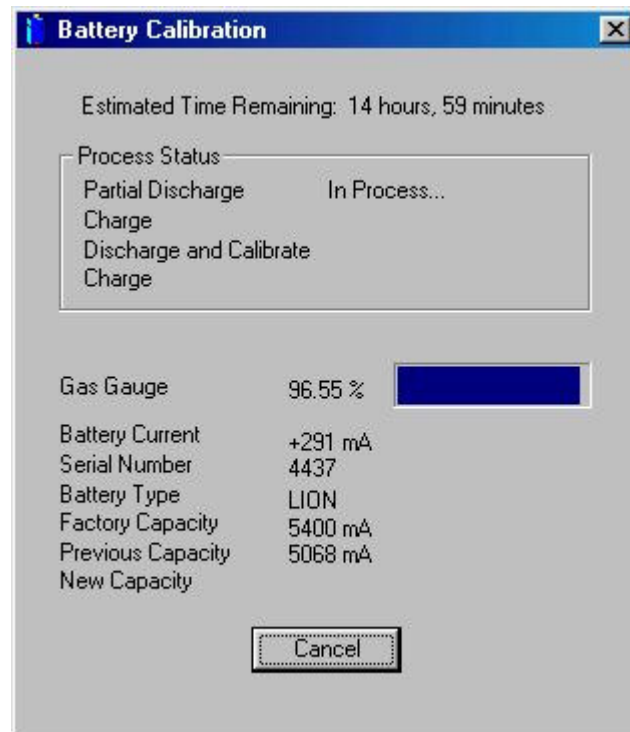 Battery Calibration
Estimated Time Remaining: 14 hours, 59 minutes
Process Status
Partial Discharge In Process...
Charge
Discharge and Calibrate
Charge
Gas Gauge 96.55 %
Battery Current +291 mA
Serial Number 4437
Battery Type LION
Factory Capacity 5400 mA
Previous Capacity 5068 mA
New Capacity
Cancel